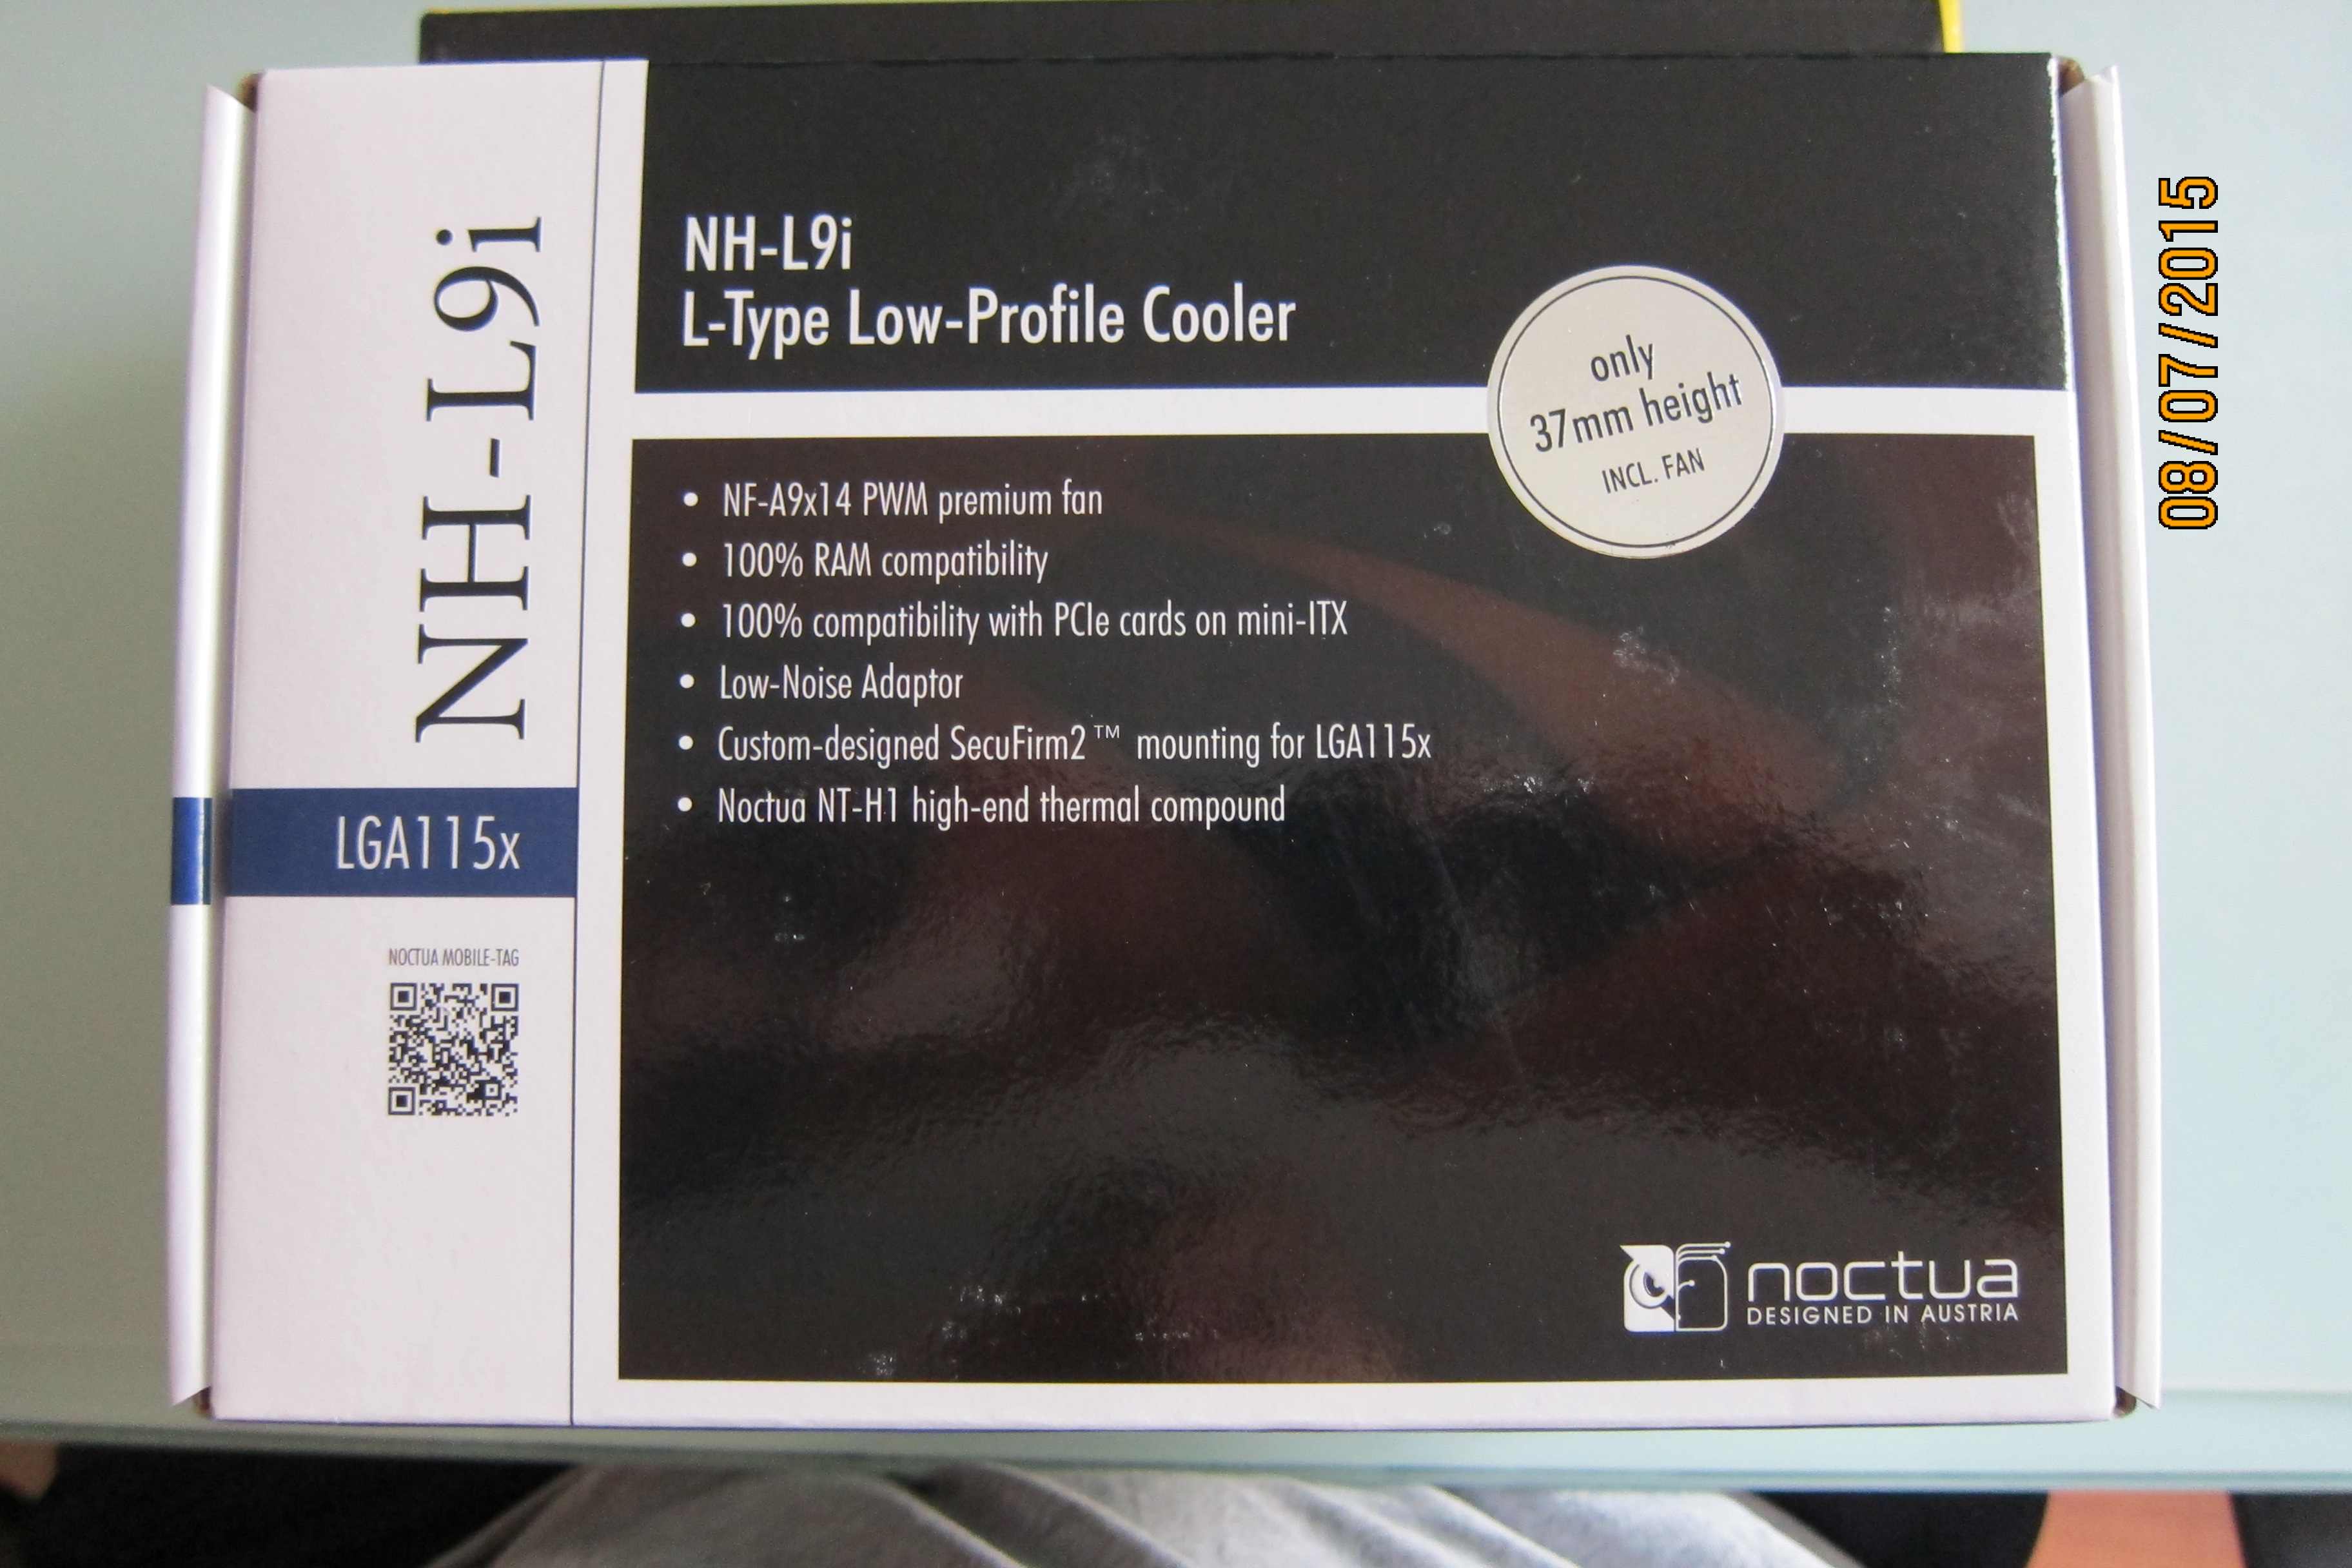 NH-L9i
LGA115x
NOCTUA MOBILE-TAG
NH-L9i
L-Type Low-Profile Cooler
only
37mm height
INCL. FAN
• NF-A9x14 PWM premium fan
• 100% RAM compatibility
• 100% compatibility with PCIe cards on mini-ITX
• Low-Noise Adaptor
• Custom-designed SecuFirm2™ mounting for LGA115x
• Noctua NT-H1 high-end thermal compound
noctua
DESIGNED IN AUSTRIA
08/07/2015